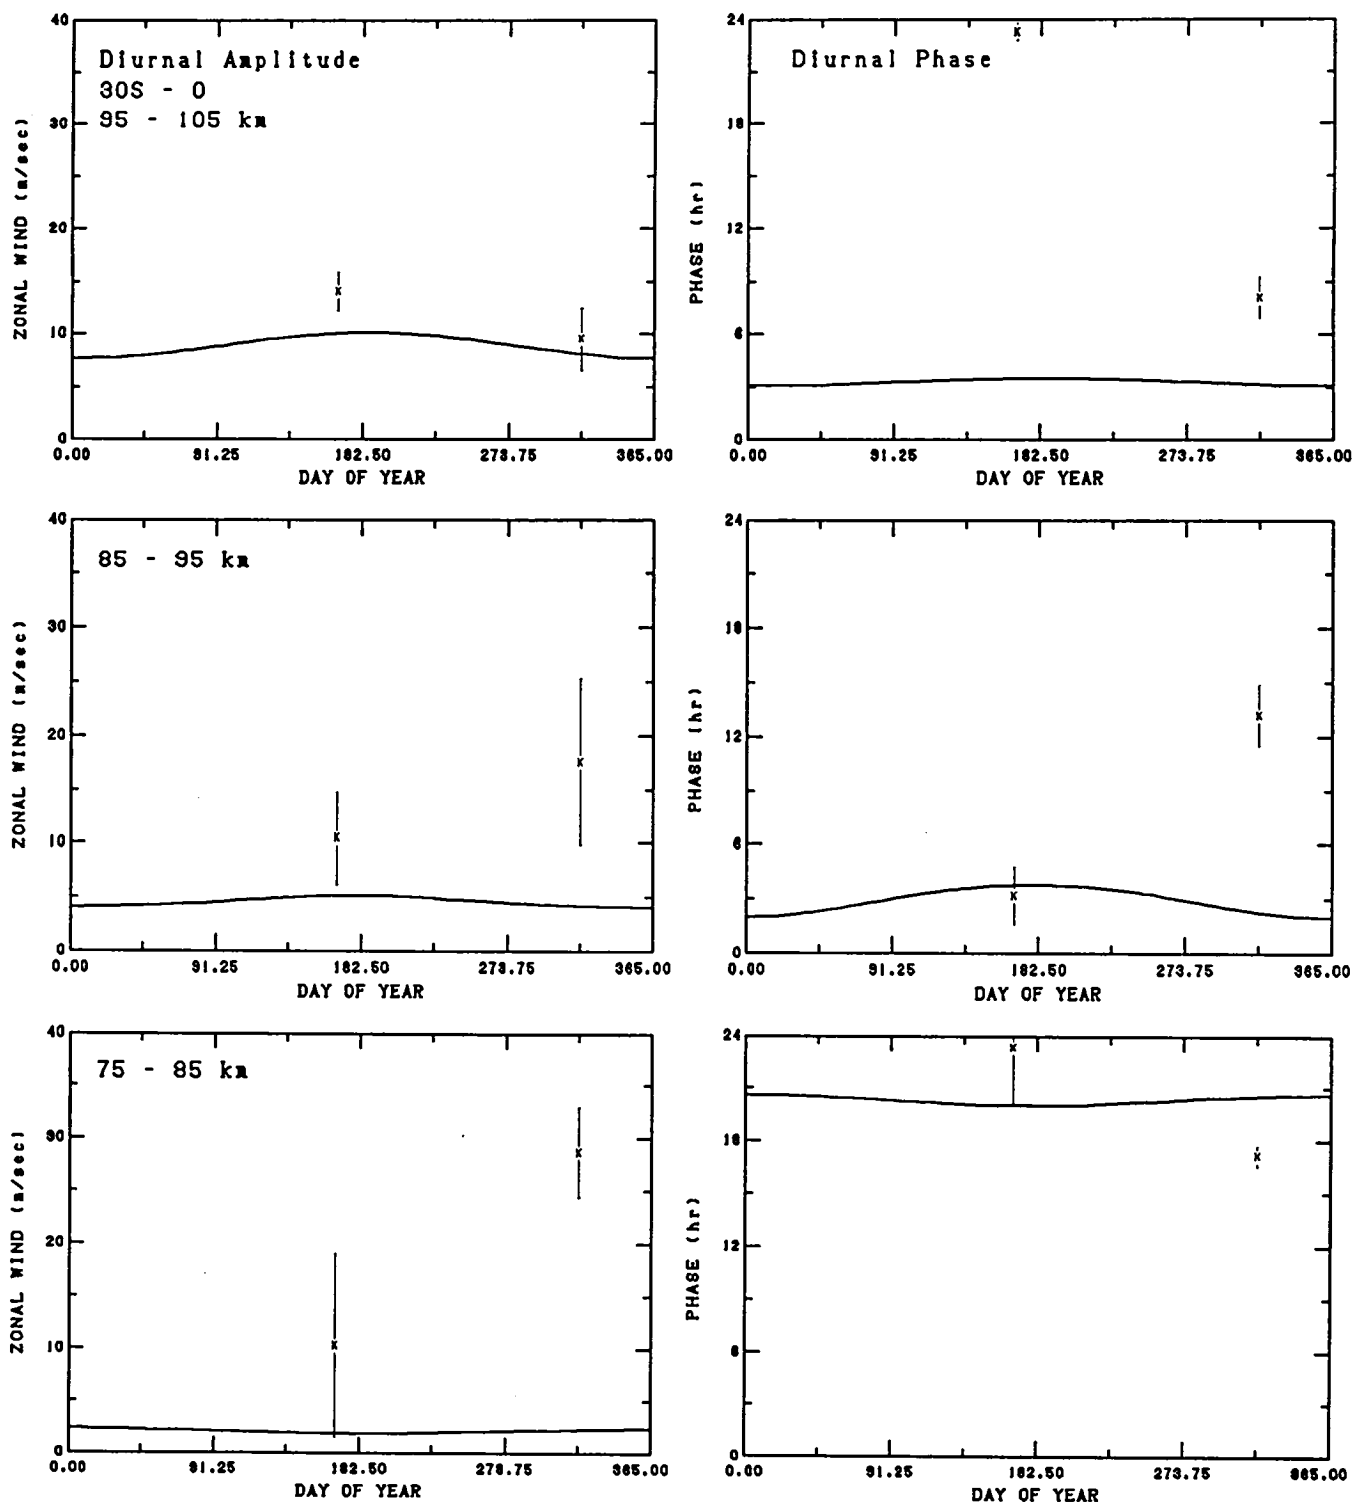 40
Diurnal Amplitude
30S - 0
95 - 105 km
30
20
10
0
ZONAL WIND (m/sec)
0.00 91.25 182.50 273.75 365.00
DAY OF YEAR
24
Diurnal Phase
18
12
6
0
PHASE (hr)
0.00 91.25 182.50 273.75 365.00
DAY OF YEAR
40
85 - 95 km
30
20
10
0
ZONAL WIND (m/sec)
0.00 91.25 182.50 273.75 365.00
DAY OF YEAR
24
18
12
6
0
PHASE (hr)
0.00 91.25 182.50 273.75 365.00
DAY OF YEAR
40
75 - 85 km
30
20
10
0
ZONAL WIND (m/sec)
0.00 91.25 182.50 273.75 365.00
DAY OF YEAR
24
18
12
6
0
PHASE (hr)
0.00 91.25 182.50 273.75 365.00
DAY OF YEAR